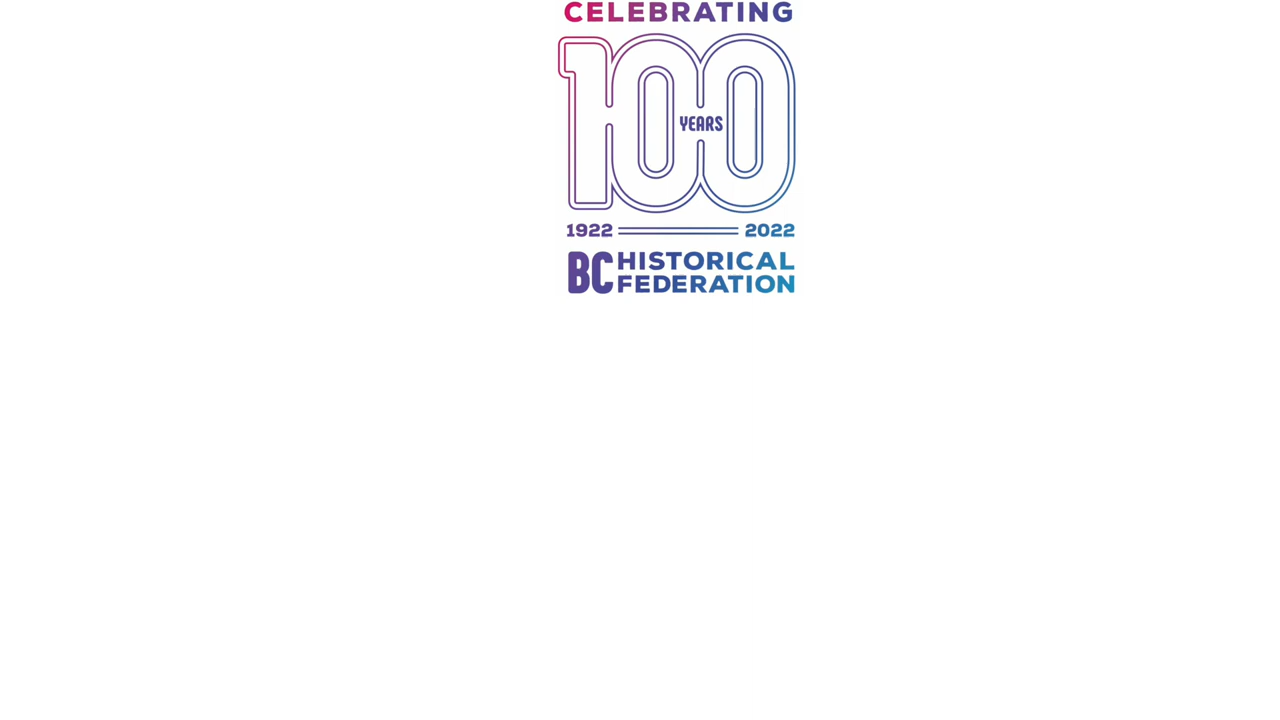 CELEBRATING
100
YEARS
1922 2022
BC HISTORICAL
FEDERATION